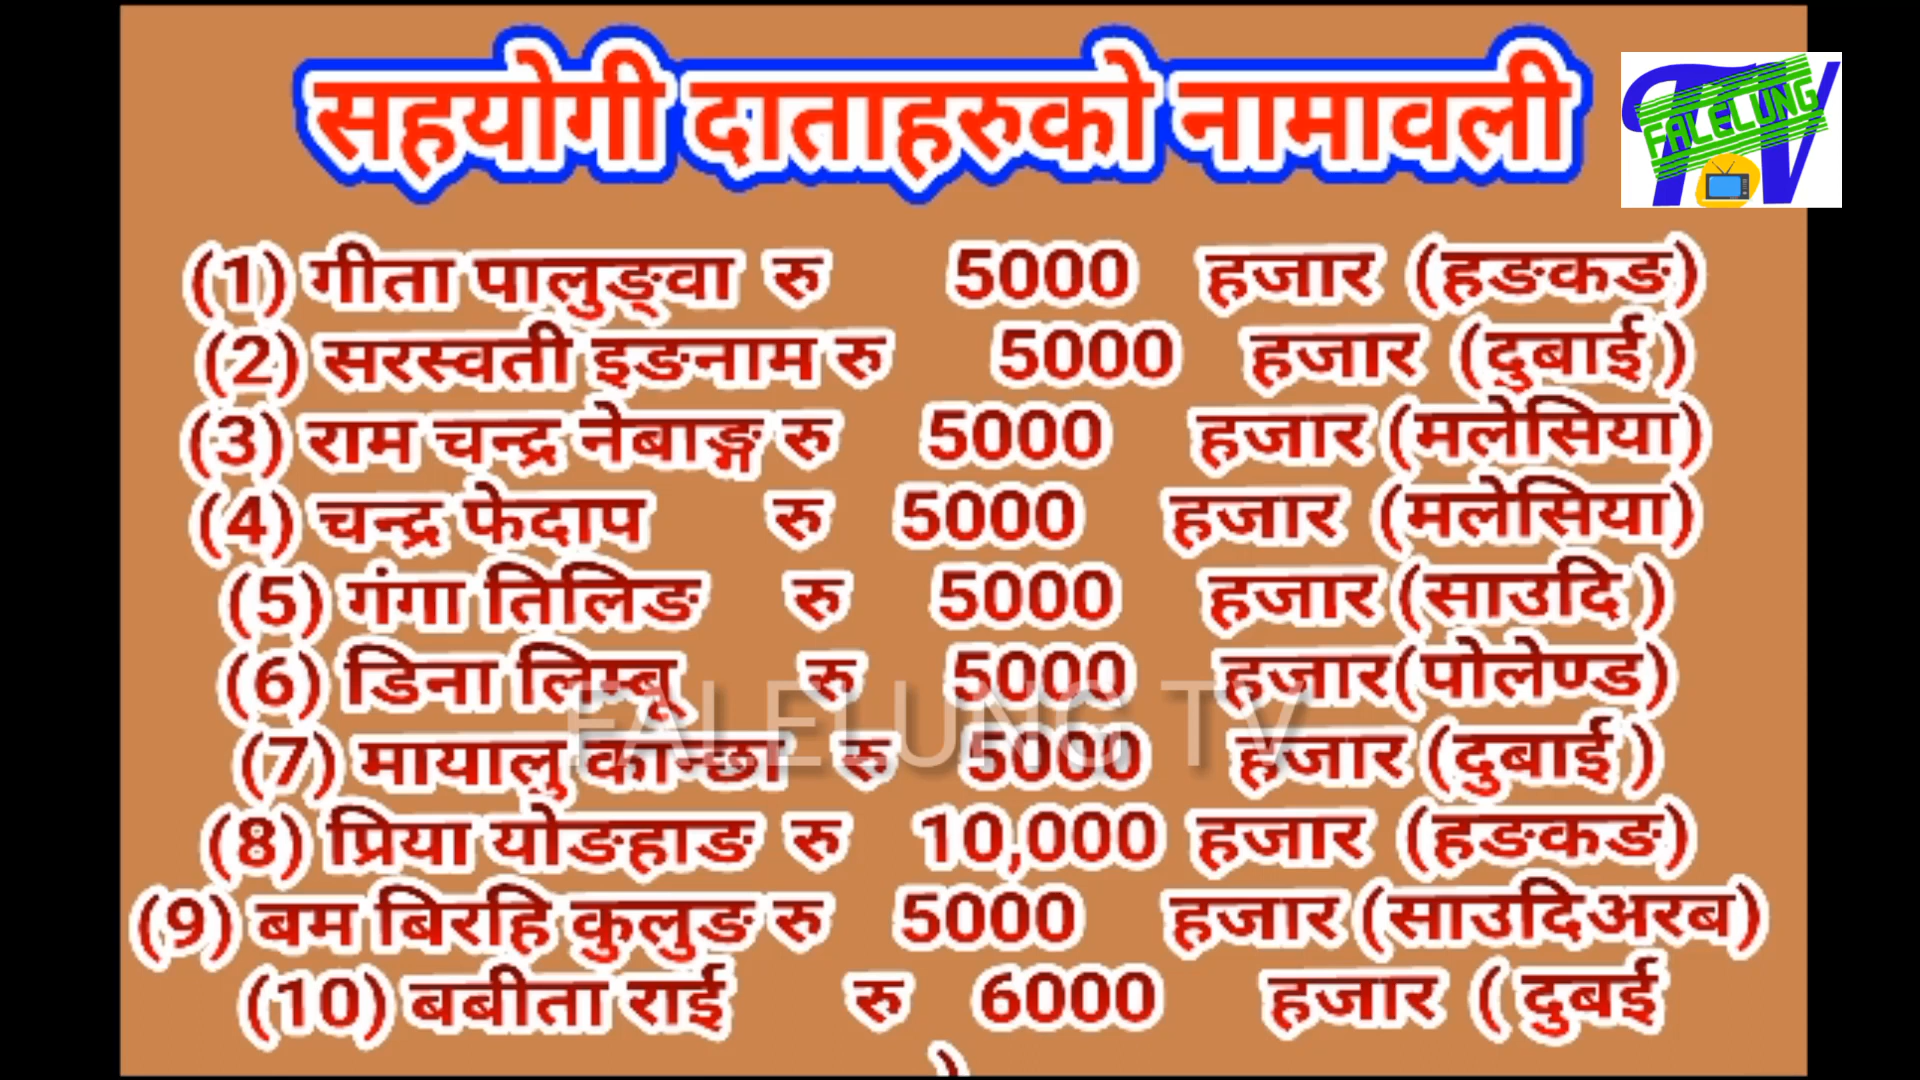 सहयोगी दाताहरुको नामावली
FALELUNG
TV
(1) गीता पालुङ्वा रु 5000 हजार (हङकङ)
(2) सरस्वती इङनाम रु 5000 हजार (दुबाई )
(3) राम चन्द्र नेबाङ्ग रु 5000 हजार (मलेसिया)
(4) चन्द्र फेदाप रु 5000 हजार (मलेसिया)
(5) गंगा तिलिङ रु 5000 हजार (साउदि )
(6) डिना लिम्बू रु 5000 हजार(पोलेण्ड)
FALELUNG TV
(7) मायालु कान्छा रु 5000 हजार (दुबाई )
(8) प्रिया योङहाङ रु 10,000 हजार (हङकङ)
(9) बम बिरहि कुलुङ रु 5000 हजार (साउदिअरब)
(10) बबीता राई रु 6000 हजार ( दुबई
)